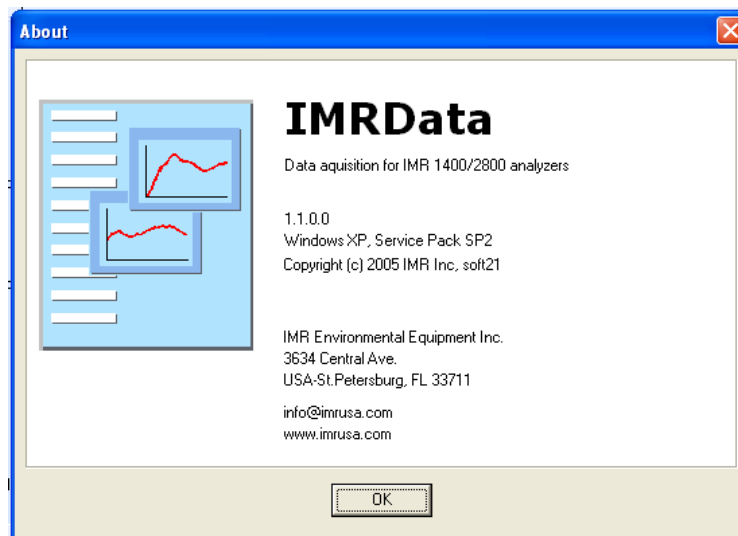 About
IMRData
Data aquisition for IMR 1400/2800 analyzers
1.1.0.0
Windows XP, Service Pack SP2
Copyright (c) 2005 IMR Inc, soft21
IMR Environmental Equipment Inc.
3634 Central Ave.
USA-St.Petersburg, FL 33711
info@imrusa.com
www.imrusa.com
OK